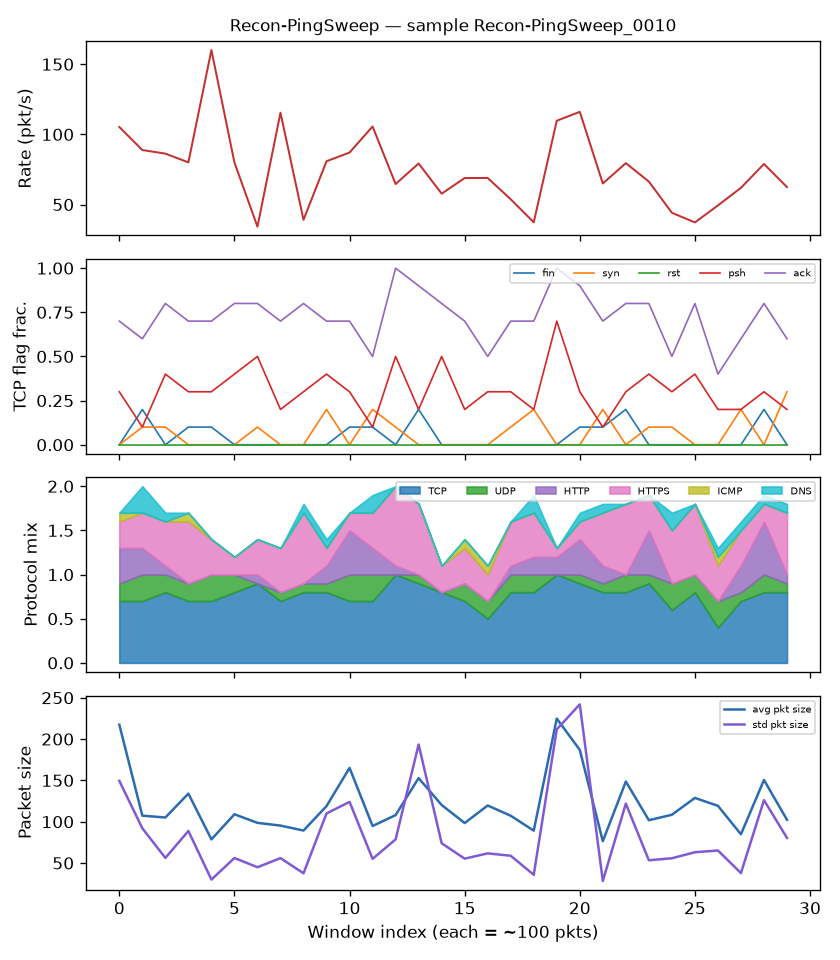 Recon-PingSweep — sample Recon-PingSweep_0010
Rate (pkt/s)
150
100
50
TCP flag frac.
1.00
0.75
0.50
0.25
0.00
fin syn rst psh ack
Protocol mix
2.0
1.5
1.0
0.5
0.0
TCP UDP HTTP HTTPS ICMP DNS
Packet size
250
200
150
100
50
avg pkt size
std pkt size
0 5 10 15 20 25 30
Window index (each = ~100 pkts)